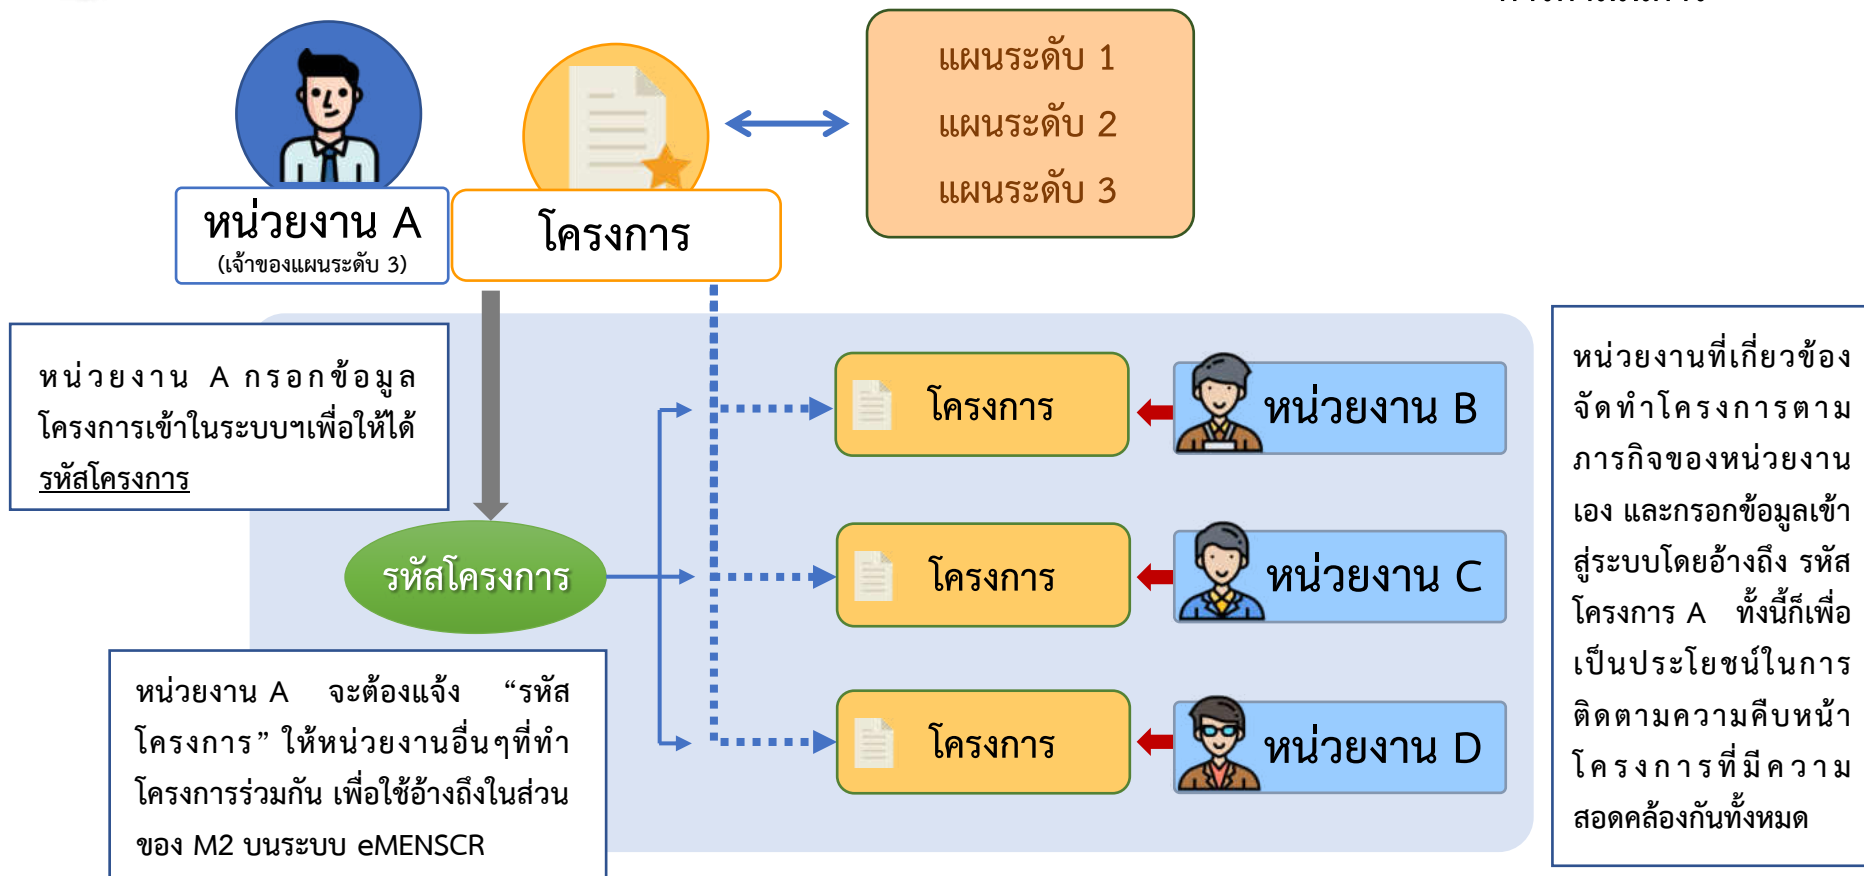 แผนระดับ 1
แผนระดับ 2
แผนระดับ 3
หน่วยงาน A
(เจ้าของแผนระดับ 3)
โครงการ
หน่วยงาน A กรอกข้อมูล
โครงการเข้าในระบบฯเพื่อให้ได้
รหัสโครงการ
รหัสโครงการ
หน่วยงาน A จะต้องแจ้ง “รหัส
โครงการ” ให้หน่วยงานอื่นๆที่ทำ
โครงการร่วมกัน เพื่อใช้อ้างถึงในส่วน
ของ M2 บนระบบ eMENSCR
โครงการ
หน่วยงาน B
โครงการ
หน่วยงาน C
โครงการ
หน่วยงาน D
หน่วยงานที่เกี่ยวข้อง
จัดทำโครงการตาม
ภารกิจของหน่วยงาน
เอง และกรอกข้อมูลเข้า
สู่ระบบโดยอ้างถึง รหัส
โครงการ A ทั้งนี้ก็เพื่อ
เป็นประโยชน์ในการ
ติดตามความคืบหน้า
โครงการที่มีความ
สอดคล้องกันทั้งหมด